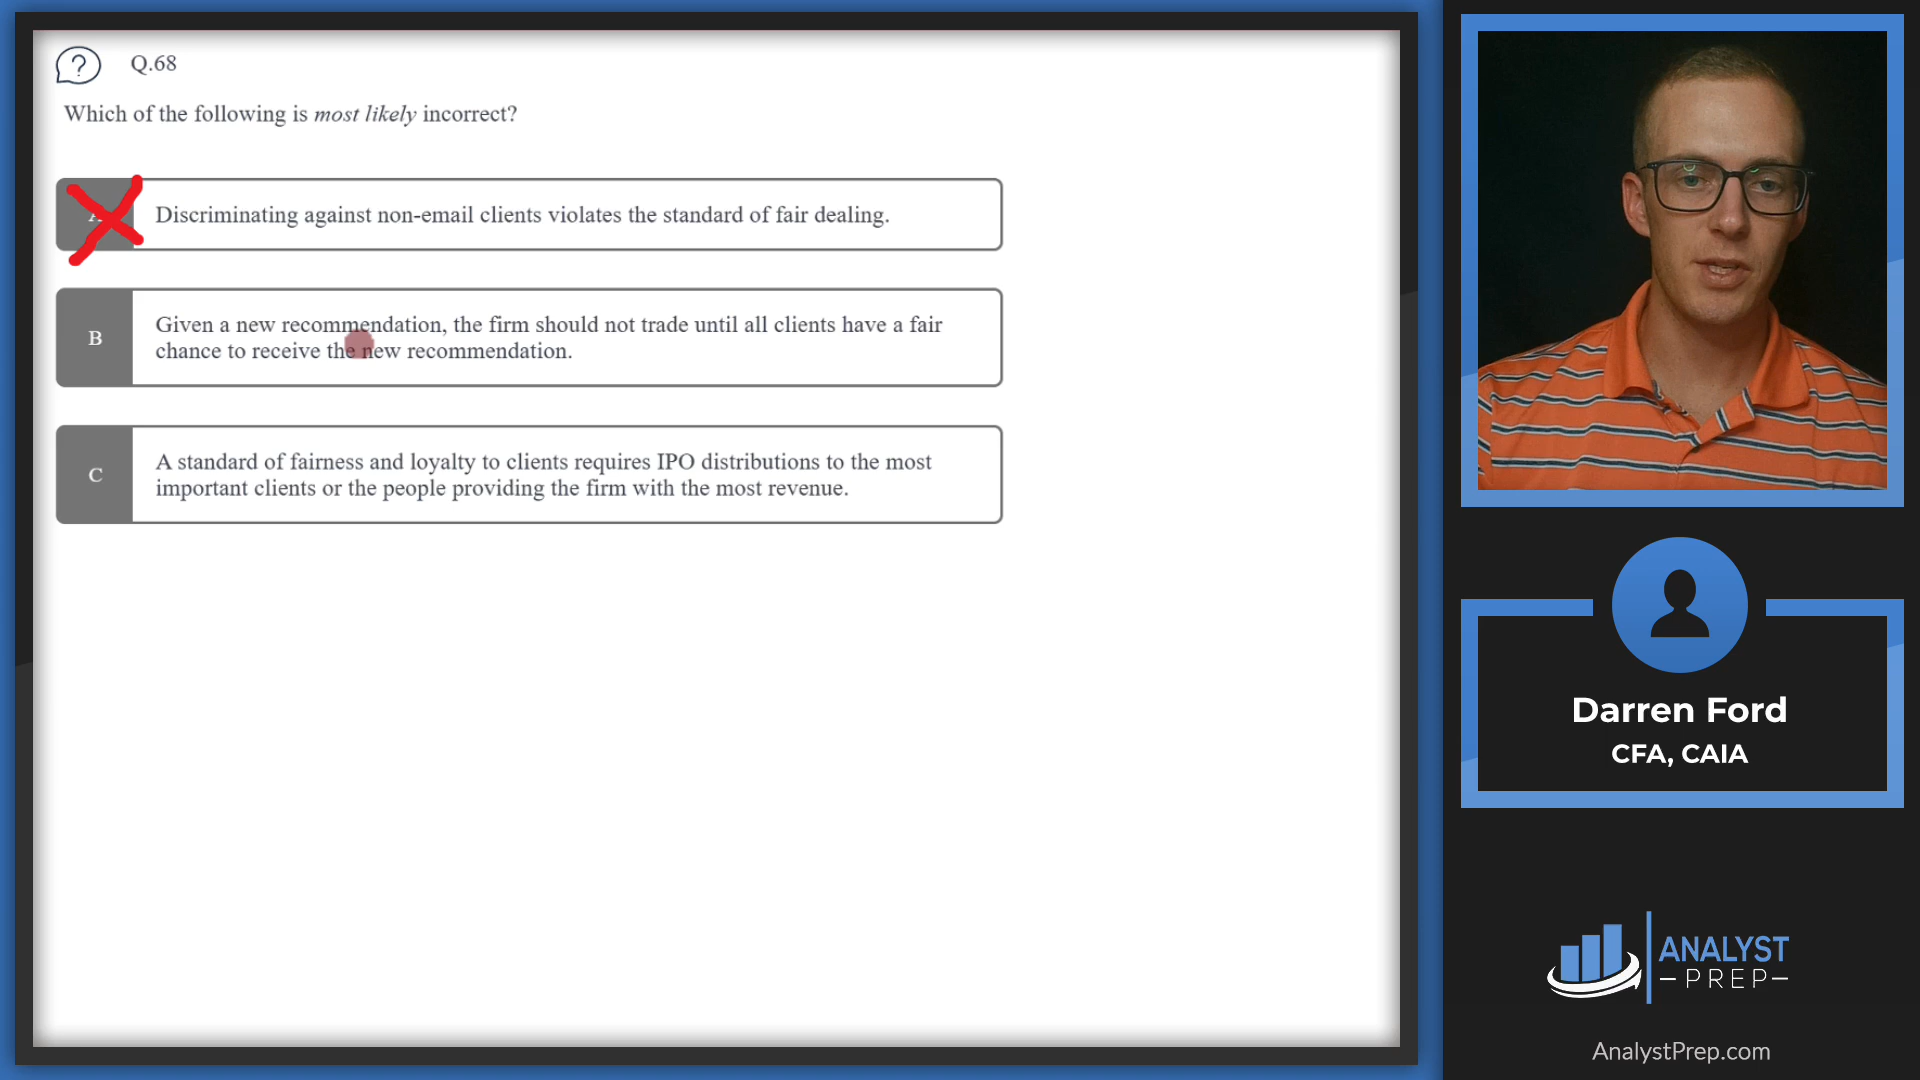 Q.68
Which of the following is most likely incorrect?
Discriminating against non-email clients violates the standard of fair dealing.
B
Given a new recommendation, the firm should not trade until all clients have a fair
chance to receive the new recommendation.
C
A standard of fairness and loyalty to clients requires IPO distributions to the most
important clients or the people providing the firm with the most revenue.
Darren Ford
CFA, CAIA
ANALYST
PREP
AnalystPrep.com